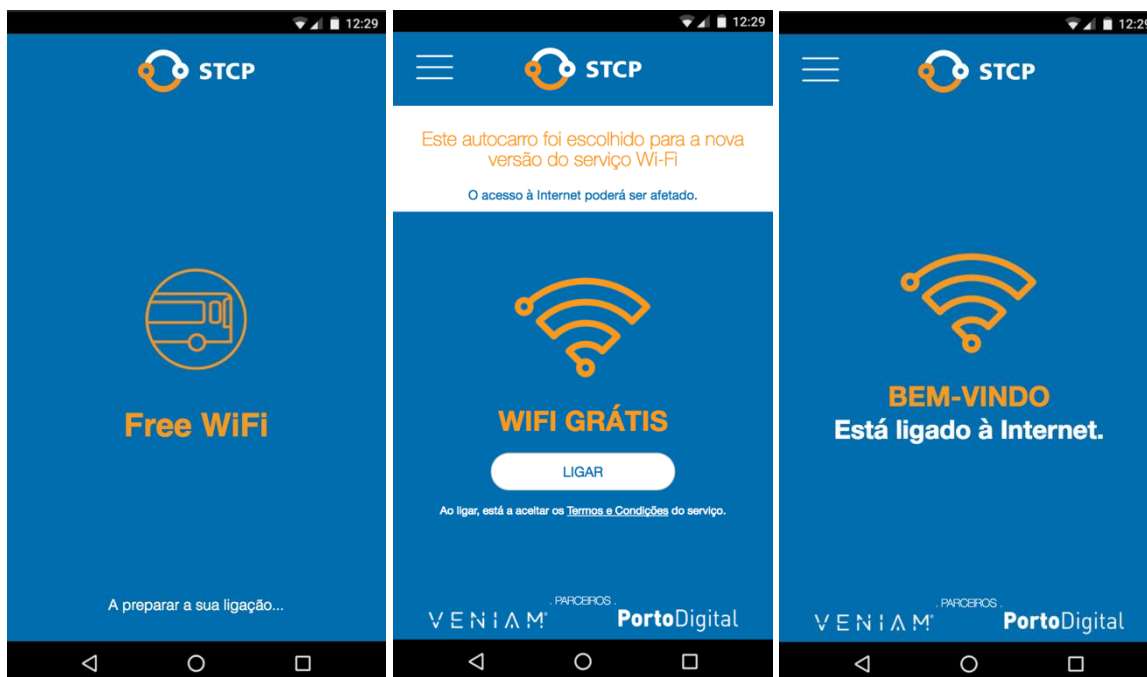 12:29
STCP
Free WiFi
A preparar a sua ligação...
12:29
STCP
Este autocarro foi escolhido para a nova
versão do serviço Wi-Fi
O acesso à Internet poderá ser afetado.
WIFI GRÁTIS
LIGAR
Ao ligar, está a aceitar os Termos e Condições do serviço.
. PARCEIROS .
VENIAM®
PortoDigital
12:29
STCP
BEM-VINDO
Está ligado à Internet.
. PARCEIROS .
VENIAM®
PortoDigital